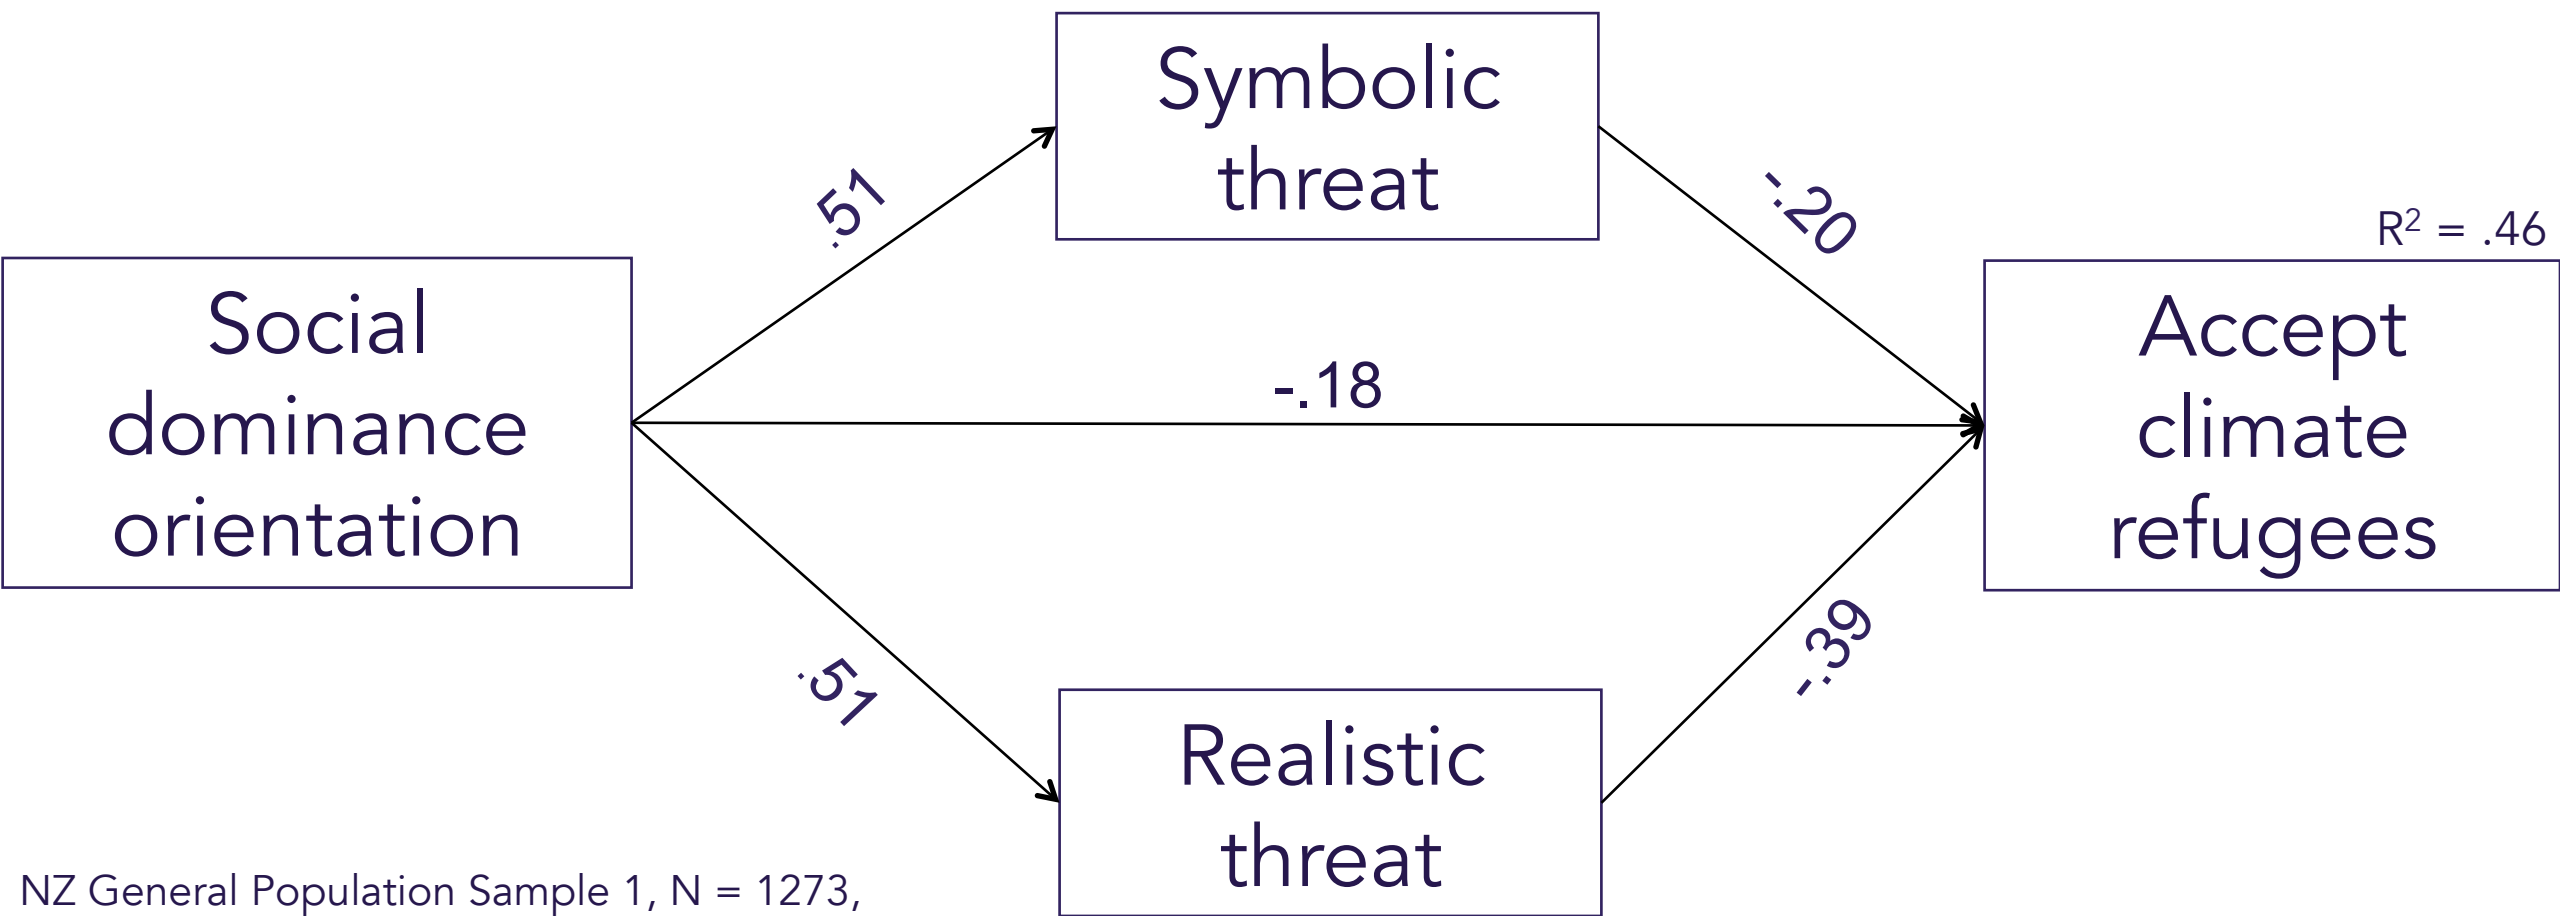 Symbolic
threat
.51
-.20
R² = .46
Social
dominance
orientation
-.18
Accept
climate
refugees
.51
-.39
Realistic
threat
NZ General Population Sample 1, N = 1273,